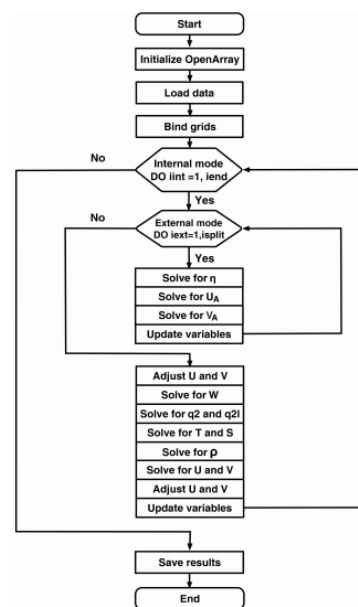 Start
Initialize OpenArray
Load data
Bind grids
No
Internal mode
DO iint =1, iend
Yes
No
External mode
DO iext=1,isplit
Yes
Solve for η
Solve for UA
Solve for VA
Update variables
Adjust U and V
Solve for W
Solve for q2 and q2l
Solve for T and S
Solve for ρ
Solve for U and V
Adjust U and V
Update variables
Save results
End